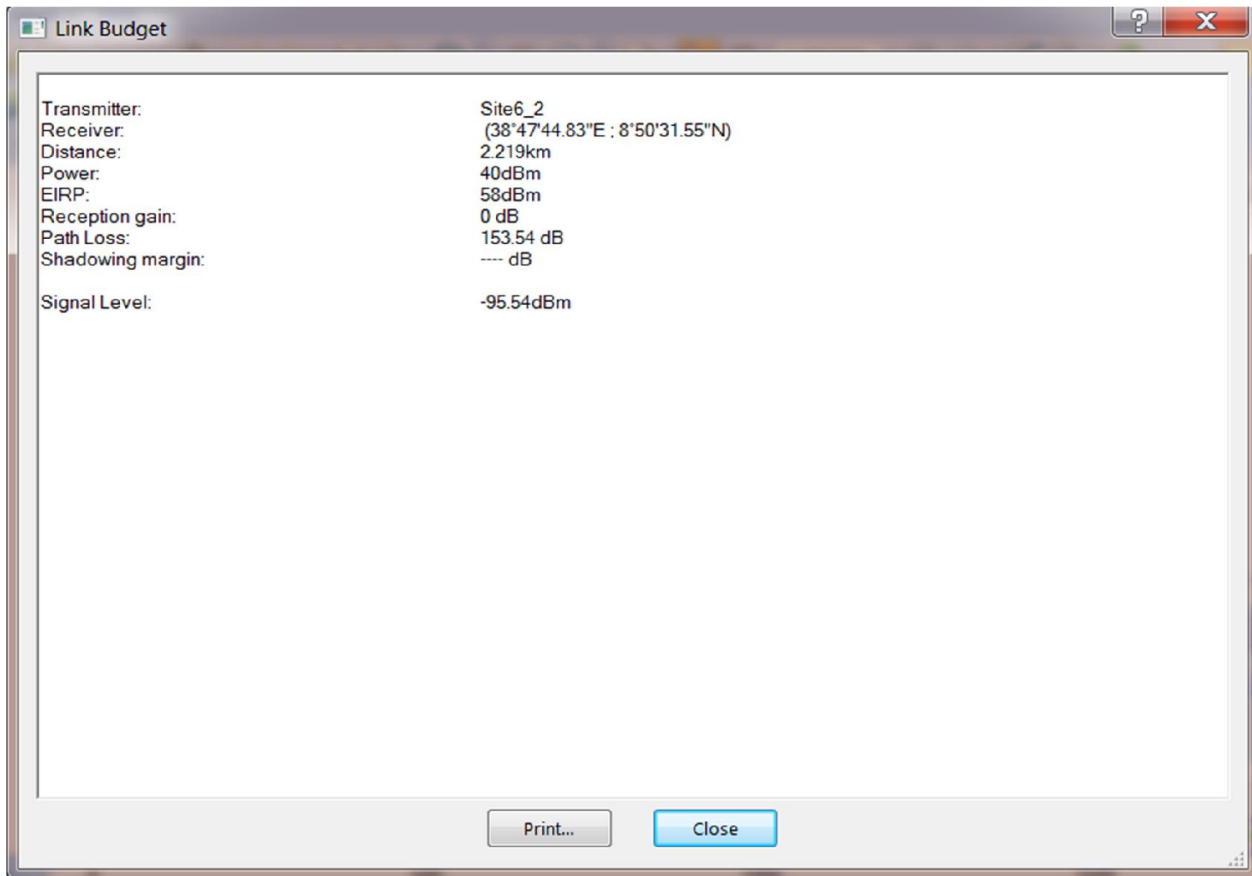 Link Budget
Transmitter: Site6_2
Receiver: (38°47'44.83"E ; 8°50'31.55"N)
Distance: 2.219km
Power: 40dBm
EIRP: 58dBm
Reception gain: 0 dB
Path Loss: 153.54 dB
Shadowing margin: ---- dB
Signal Level: -95.54dBm
Print... Close